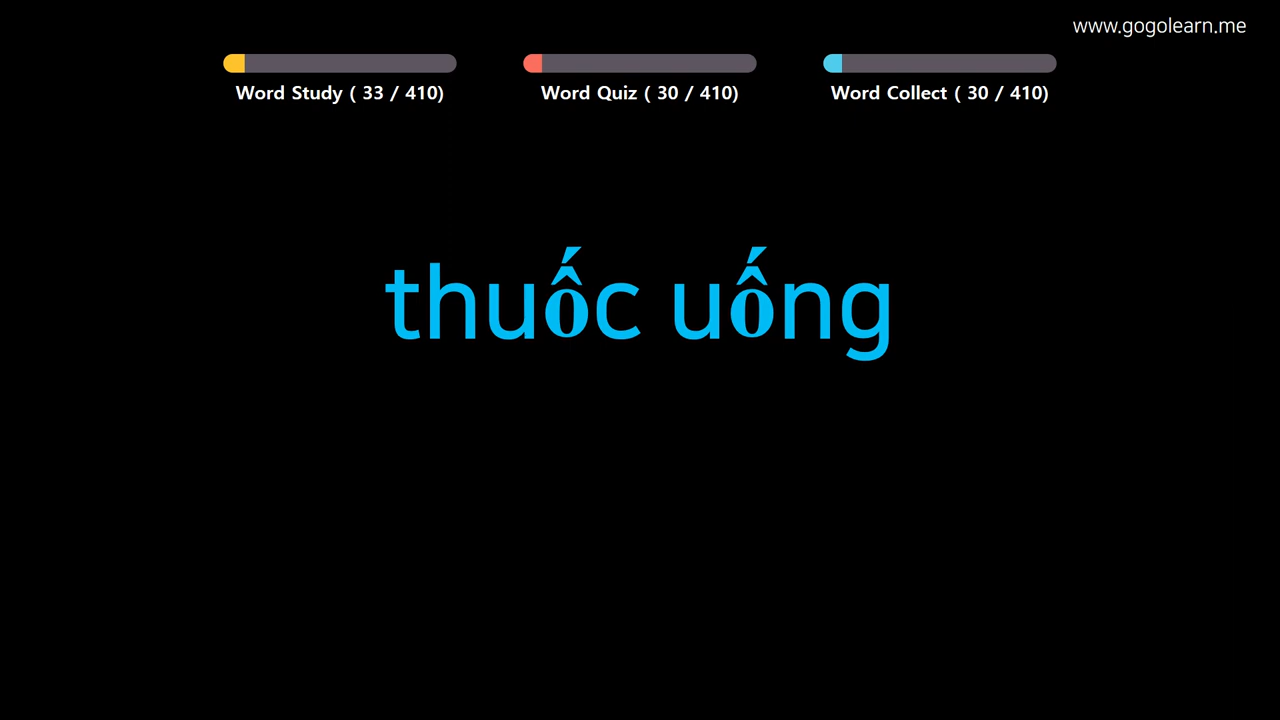 www.gogolearn.me
Word Study ( 33 / 410)
Word Quiz ( 30 / 410)
Word Collect ( 30 / 410)
thuốc uống